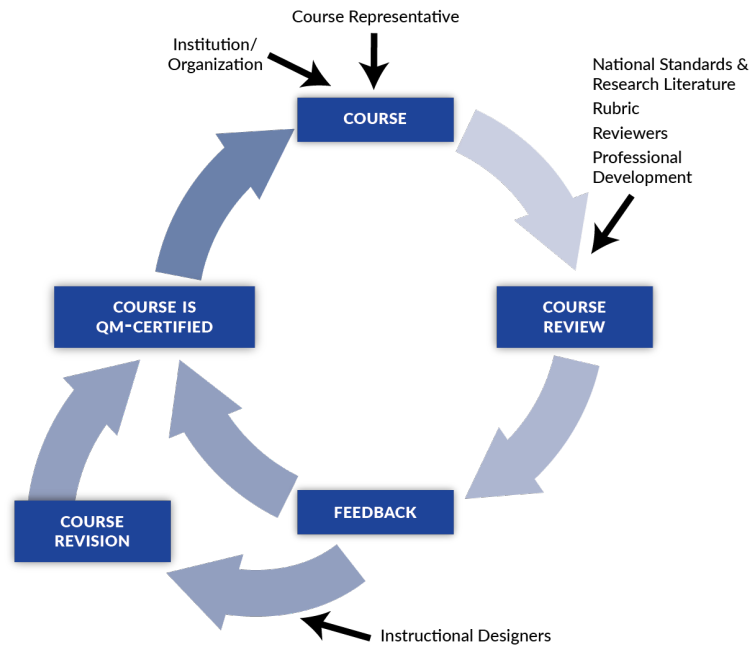 Course Representative
Institution/
Organization
COURSE
National Standards &
Research Literature
Rubric
Reviewers
Professional
Development
COURSE IS
QM-CERTIFIED
COURSE
REVIEW
FEEDBACK
COURSE
REVISION
Instructional Designers